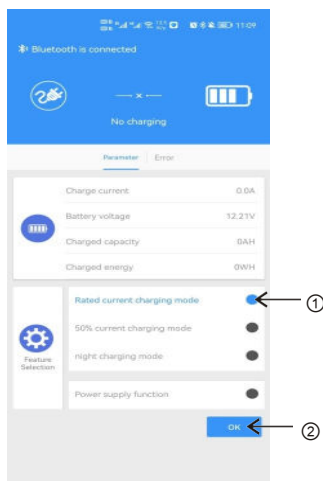 11:09
Bluetooth is connected
--- x ---
No charging
Parameter Error
Charge current 0.0A
Battery voltage 12.21V
Charged capacity 0AH
Charged energy 0WH
Rated current charging mode ①
50% current charging mode
night charging mode
Feature
Selection
Power supply function
OK ②